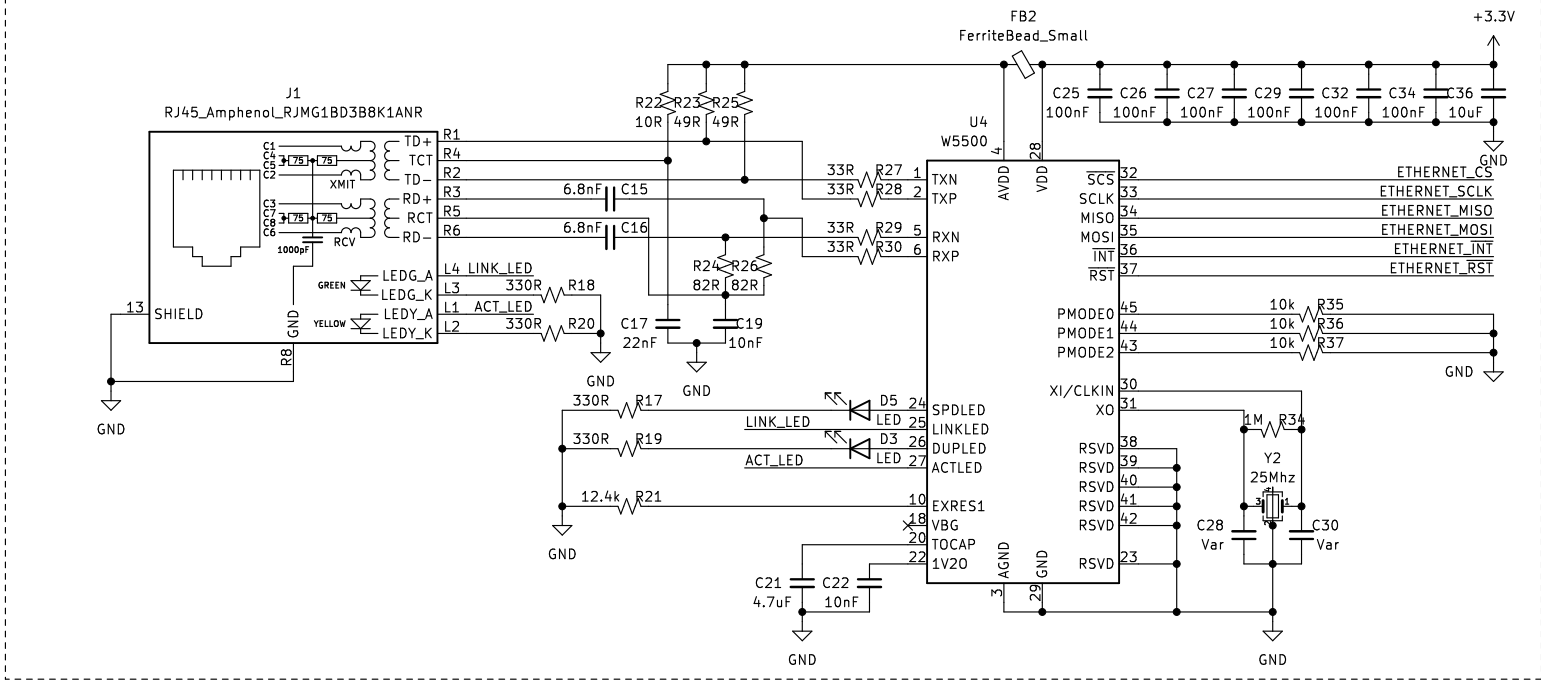 FB2
FerriteBead_Small
+3.3V
J1
RJ45_Amphenol_RJMG1BD3B8K1ANR
R22
R23
R25
10R
49R
49R
C25
C26
C27
C29
C32
C34
C36
100nF
100nF
100nF
100nF
100nF
100nF
10uF
GND
U4
W5500
4
28
AVDD
VDD
C1
C4
C5
C2
75
75
XMIT
TD+
R1
TCT
R4
TD-
R2
C3
C7
C8
C6
75
75
RCV
1000pF
RD+
R3
RCT
R5
RD-
R6
6.8nF
C15
6.8nF
C16
33R
R27
1
TXN
33R
R28
2
TXP
33R
R29
5
RXN
33R
R30
6
RXP
SCS
32
ETHERNET_CS
SCLK
33
ETHERNET_SCLK
MISO
34
ETHERNET_MISO
MOSI
35
ETHERNET_MOSI
INT
36
ETHERNET_INT
RST
37
ETHERNET_RST
R24
R26
82R
82R
GREEN
LEDG_A
L4
LINK_LED
LEDG_K
L3
330R
R18
YELLOW
LEDY_A
L1
ACT_LED
LEDY_K
L2
330R
R20
13
SHIELD
GND
R8
GND
GND
C17
22nF
C19
10nF
GND
PMODE0
45
10k
R35
PMODE1
44
10k
R36
PMODE2
43
10k
R37
GND
XI/CLKIN
30
XO
31
1M
R34
Y2
25Mhz
4
3
1
2
C28
Var
C30
Var
330R
R17
D5
LED
24
SPDLED
LINK_LED
25
LINKLED
330R
R19
D3
LED
26
DUPLED
ACT_LED
27
ACTLED
12.4k
R21
10
EXRES1
18
VBG
20
TOCAP
22
1V2O
GND
RSVD
38
RSVD
39
RSVD
40
RSVD
41
RSVD
42
RSVD
23
C21
4.7uF
C22
10nF
AGND
GND
3
29
GND
GND